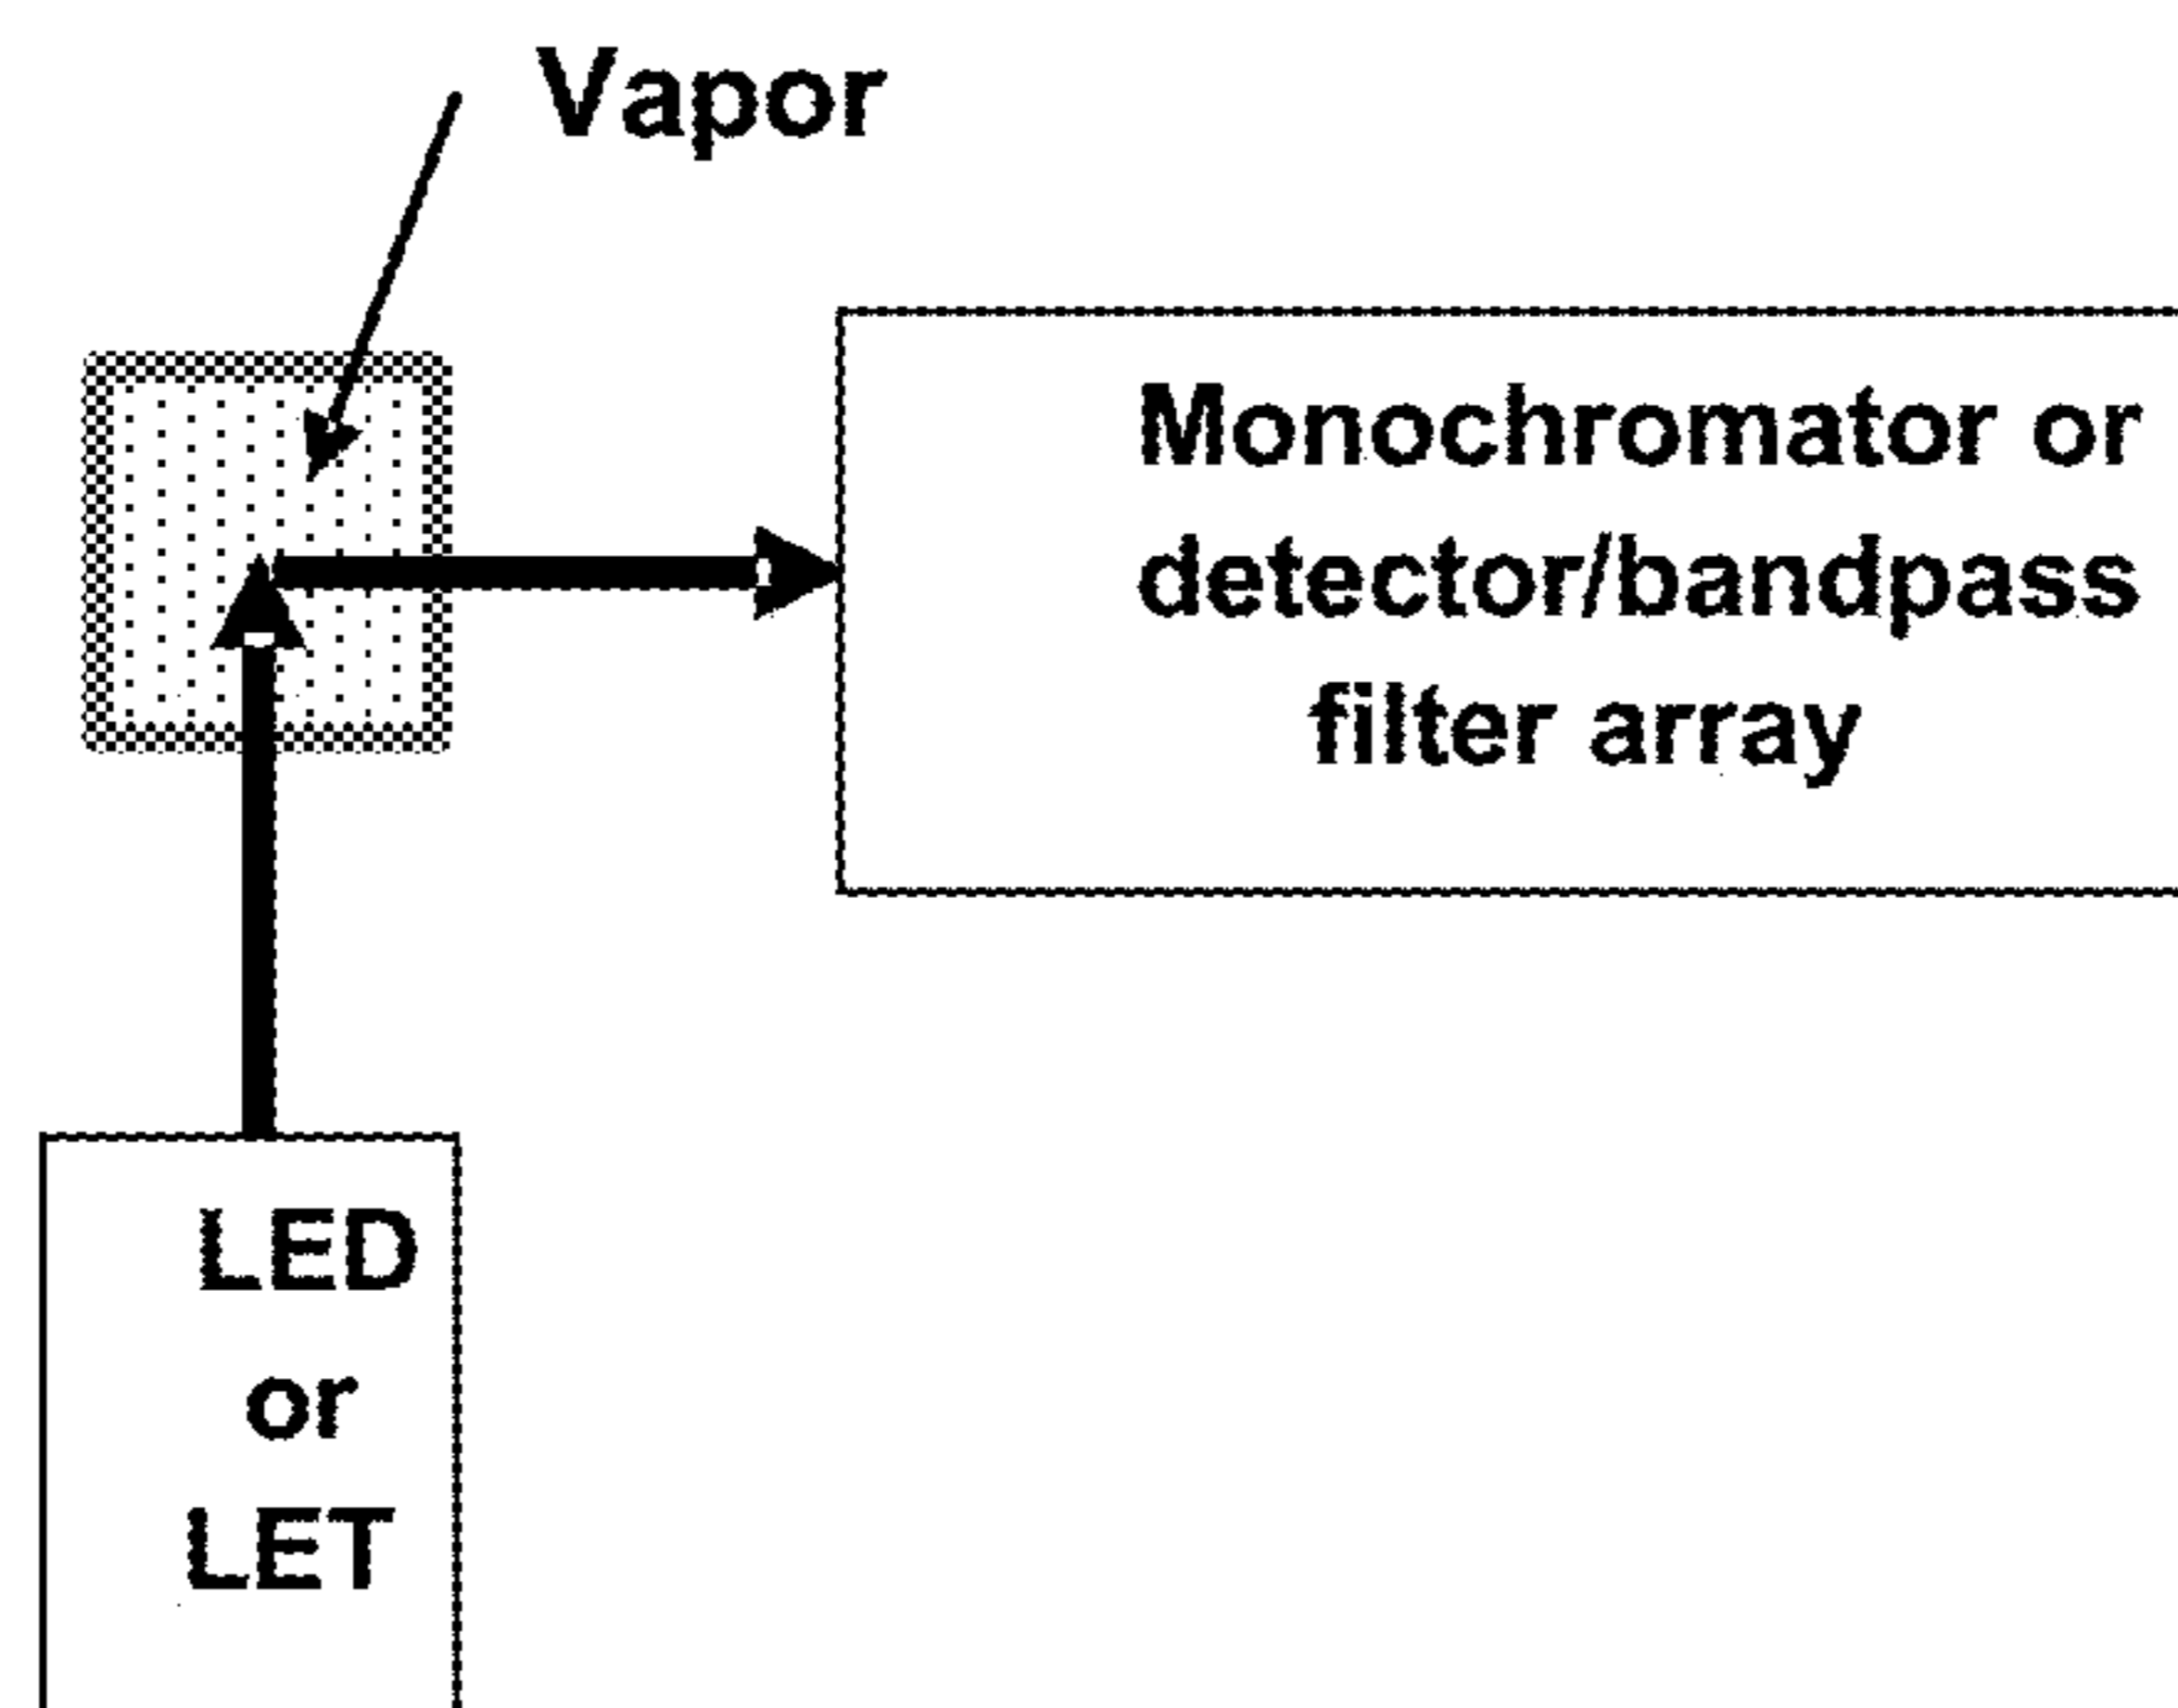 Vapor
Monochromator or
detector/bandpass
filter array
LED
or
LET